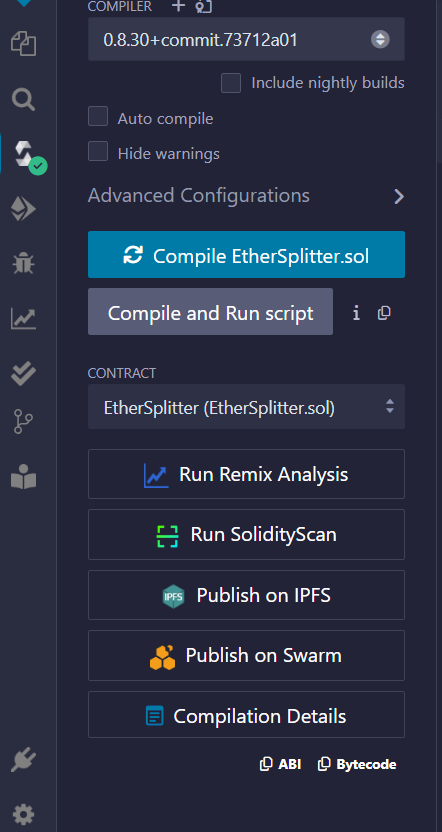 COMPILER
0.8.30+commit.73712a01
Include nightly builds
Auto compile
Hide warnings
Advanced Configurations
Compile EtherSplitter.sol
Compile and Run script
CONTRACT
EtherSplitter (EtherSplitter.sol)
Run Remix Analysis
Run SolidityScan
IPFS Publish on IPFS
Publish on Swarm
Compilation Details
ABI Bytecode